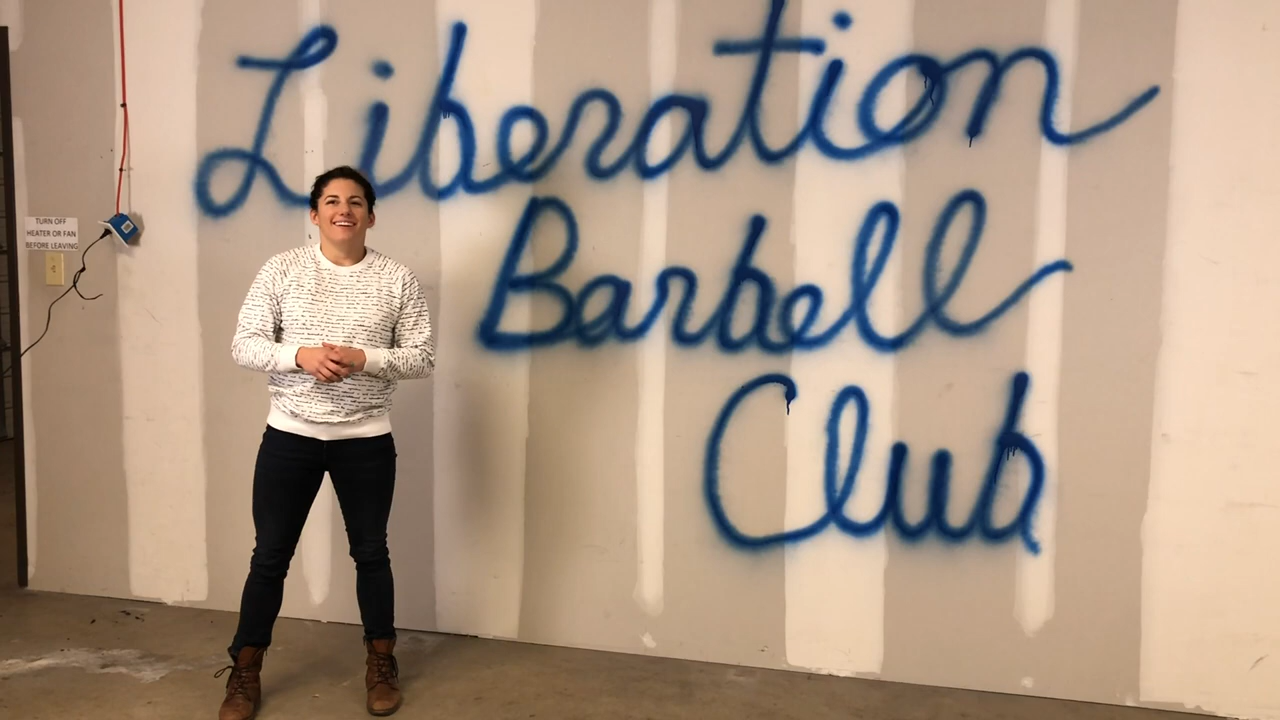 Liberation
Barbell
Club
TURN OFF
HEATER OR FAN
BEFORE LEAVING